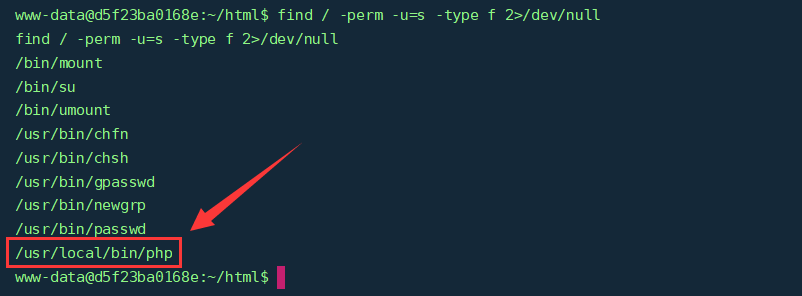 www-data@d5f23ba0168e:~/html$ find / -perm -u=s -type f 2>/dev/null
find / -perm -u=s -type f 2>/dev/null
/bin/mount
/bin/su
/bin/umount
/usr/bin/chfn
/usr/bin/chsh
/usr/bin/gpasswd
/usr/bin/newgrp
/usr/bin/passwd
/usr/local/bin/php
www-data@d5f23ba0168e:~/html$